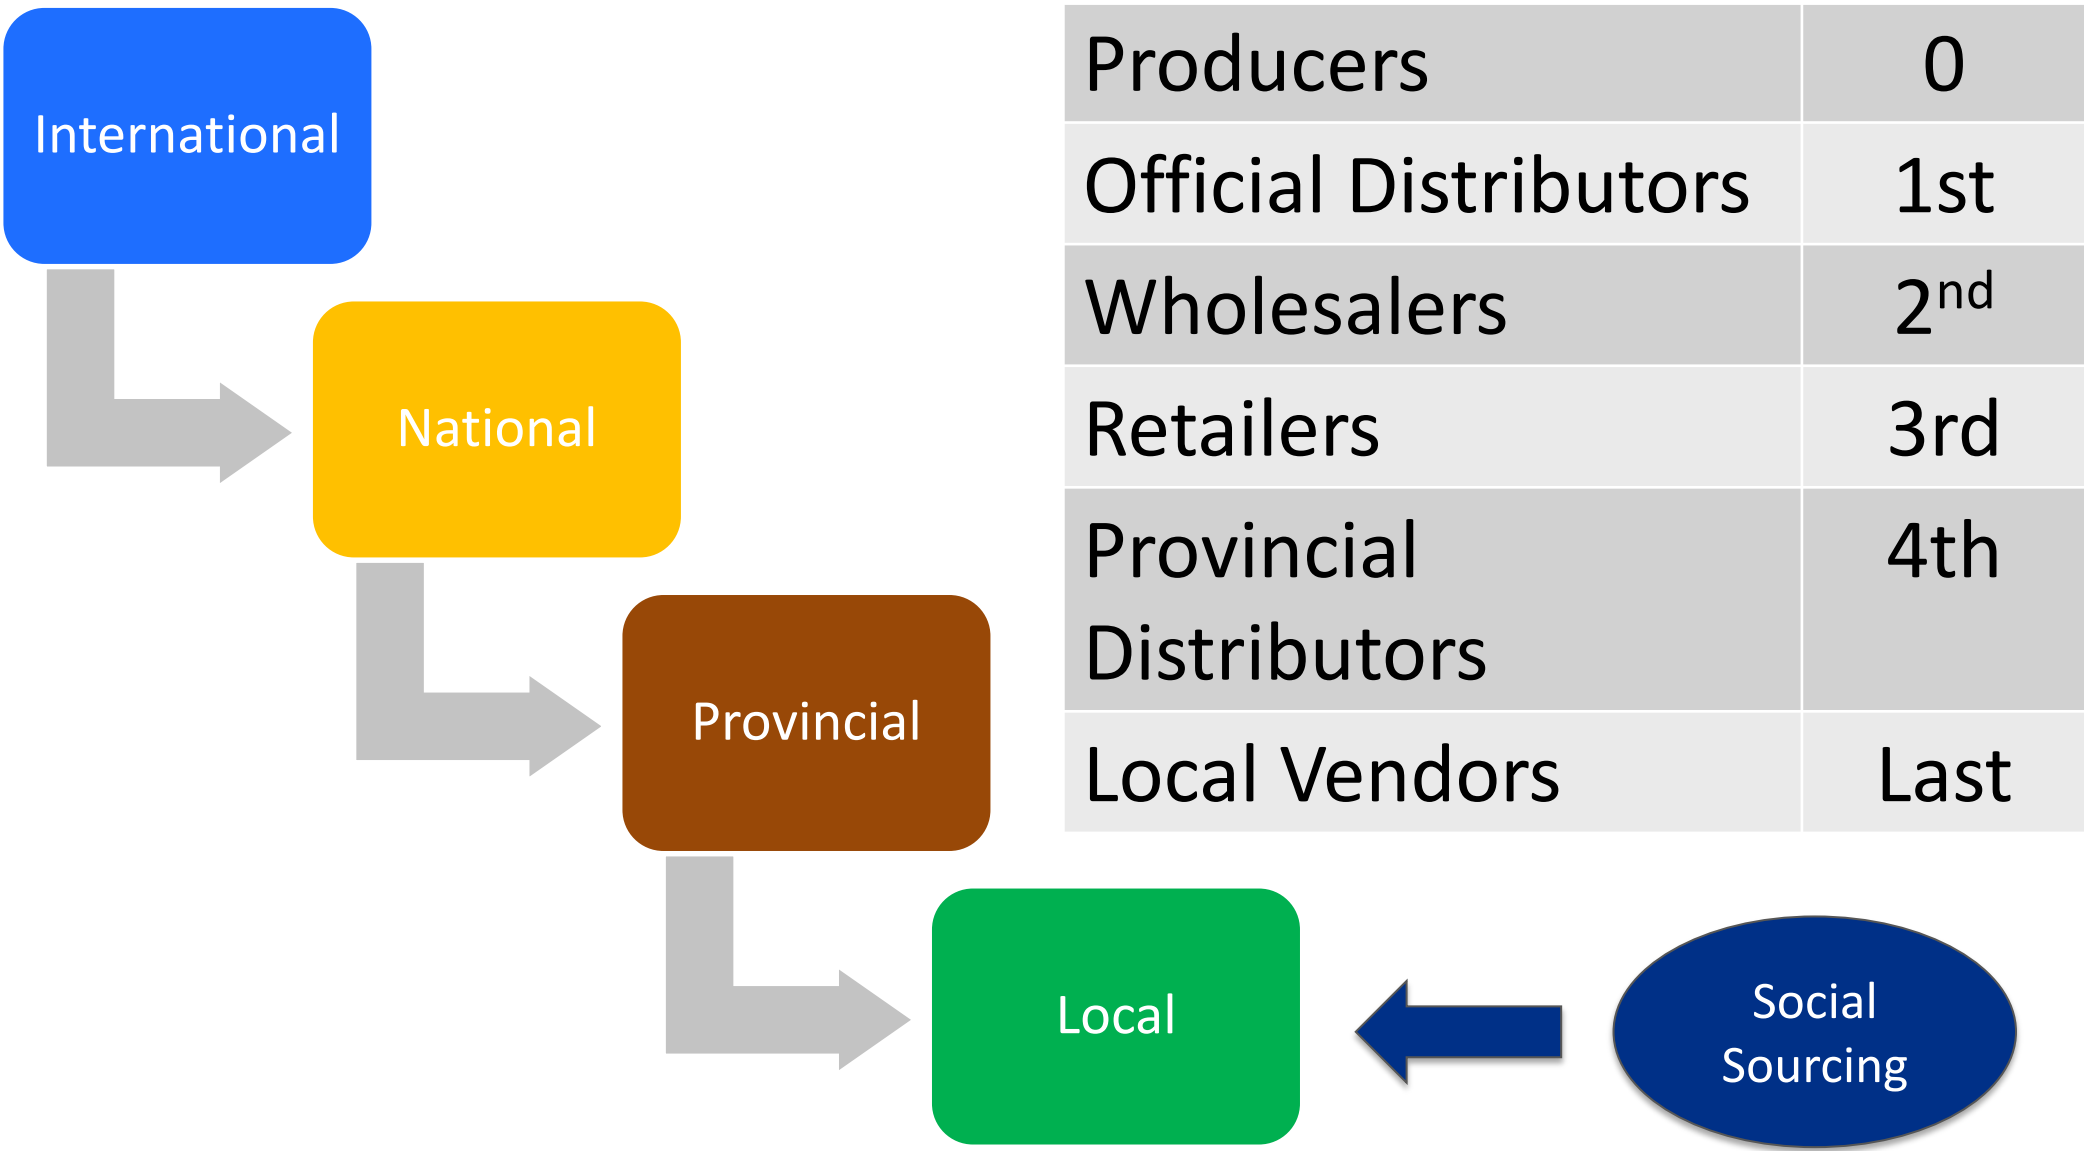 International
National
Provincial
Local
Producers 0
Official Distributors 1st
Wholesalers 2nd
Retailers 3rd
Provincial 4th
Distributors
Local Vendors Last
Social
Sourcing